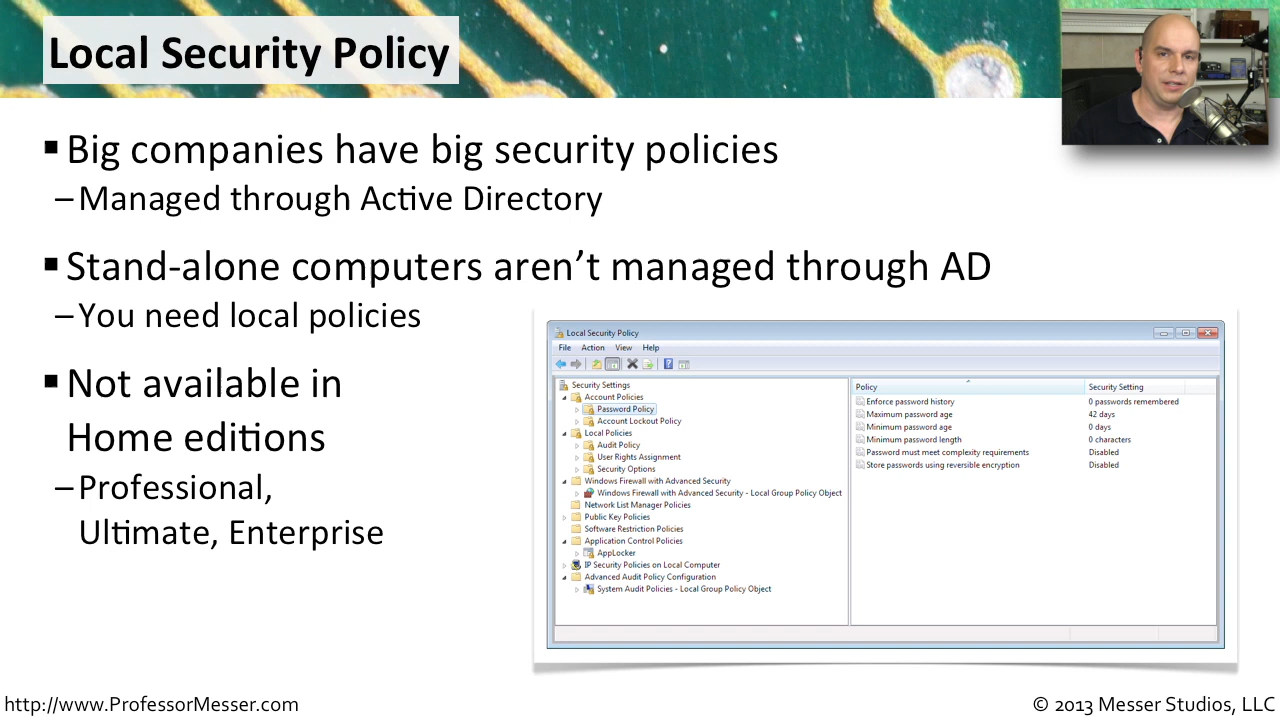 Local Security Policy
▪Big companies have big security policies
–Managed through Active Directory
▪Stand-alone computers aren’t managed through AD
–You need local policies
▪Not available in
Home editions
–Professional,
Ultimate, Enterprise
Local Security Policy
File Action View Help
Security Settings
Account Policies
Password Policy
Account Lockout Policy
Local Policies
Audit Policy
User Rights Assignment
Security Options
Windows Firewall with Advanced Security
Windows Firewall with Advanced Security - Local Group Policy Object
Network List Manager Policies
Public Key Policies
Software Restriction Policies
Application Control Policies
AppLocker
IP Security Policies on Local Computer
Advanced Audit Policy Configuration
System Audit Policies - Local Group Policy Object
Policy Security Setting
Enforce password history 0 passwords remembered
Maximum password age 42 days
Minimum password age 0 days
Minimum password length 0 characters
Password must meet complexity requirements Disabled
Store passwords using reversible encryption Disabled
http://www.ProfessorMesser.com
© 2013 Messer Studios, LLC